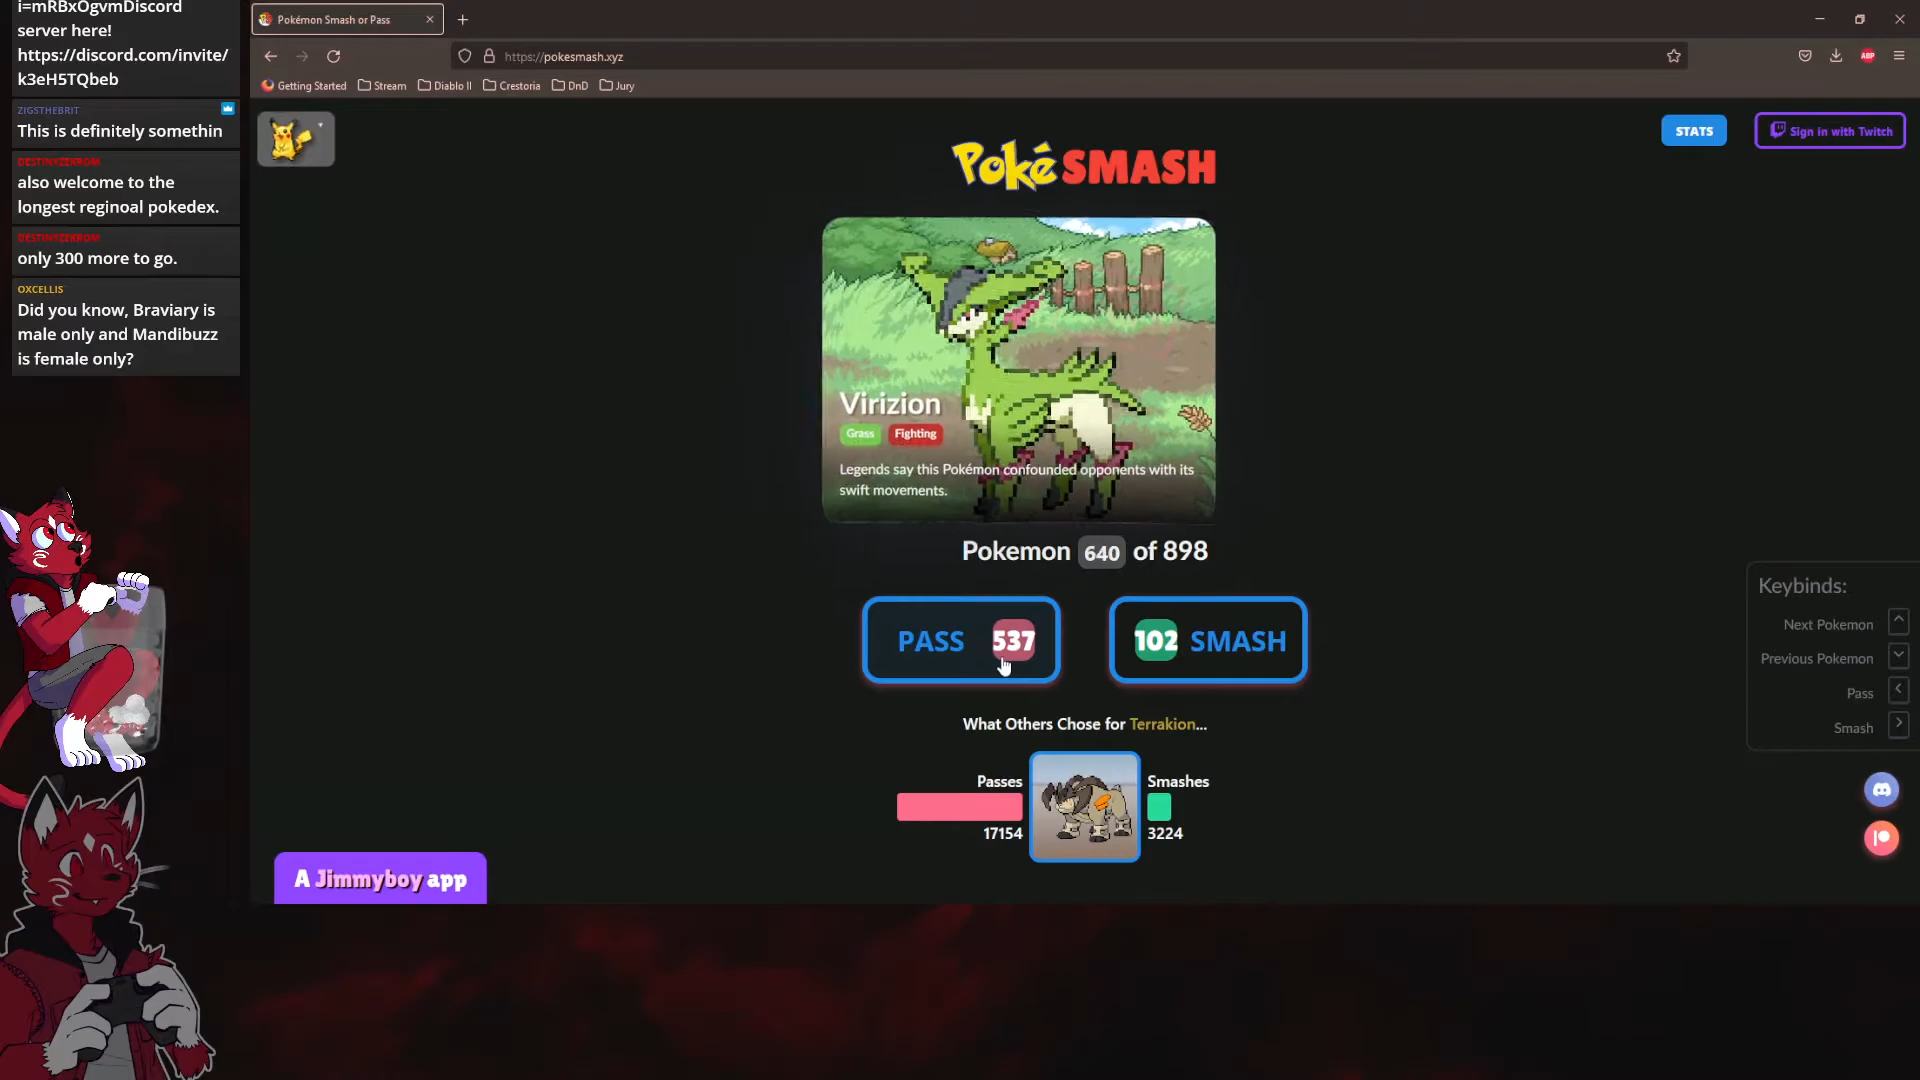 i=mRBxOgvmDiscord
server here!
https://discord.com/invite/
k3eH5TQbeb
ZIGSTHEBRIT
This is definitely somethin
DESTINYZEKROM
also welcome to the
longest reginoal pokedex.
DESTINYZEKROM
only 300 more to go.
OXCELLIS
Did you know, Braviary is
male only and Mandibuzz
is female only?
Pokémon Smash or Pass
https://pokesmash.xyz
ABP
Getting Started
Stream
Diablo II
Crestoria
DnD
Jury
STATS
Sign in with Twitch
Poké SMASH
Virizion
Grass Fighting
Legends say this Pokémon confounded opponents with its
swift movements.
Pokemon 640 of 898
PASS 537
102 SMASH
What Others Chose for Terrakion...
Passes
17154
Smashes
3224
Keybinds:
Next Pokemon
Previous Pokemon
Pass
Smash
A Jimmyboy app